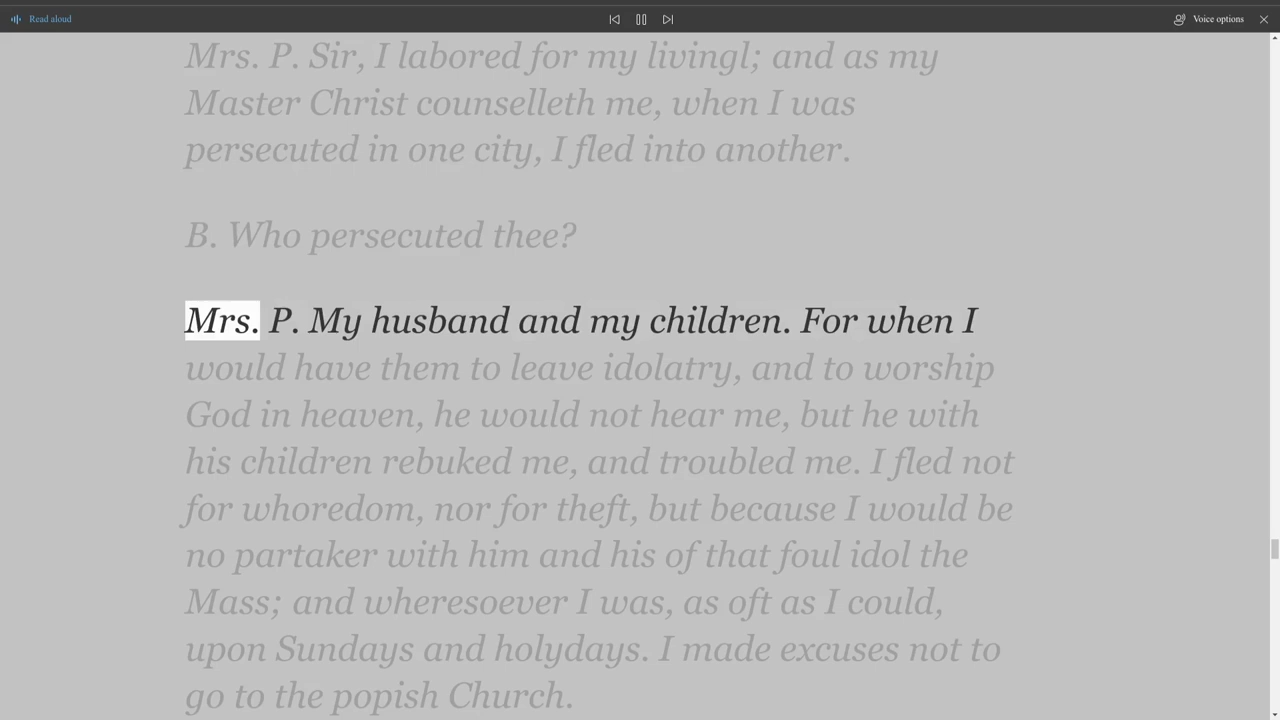 Read aloud
Voice options
Mrs. P. Sir, I labored for my livingl; and as my
Master Christ counselleth me, when I was
persecuted in one city, I fled into another.
B. Who persecuted thee?
Mrs. P. My husband and my children. For when I
would have them to leave idolatry, and to worship
God in heaven, he would not hear me, but he with
his children rebuked me, and troubled me. I fled not
for whoredom, nor for theft, but because I would be
no partaker with him and his of that foul idol the
Mass; and wheresoever I was, as oft as I could,
upon Sundays and holydays. I made excuses not to
go to the popish Church.